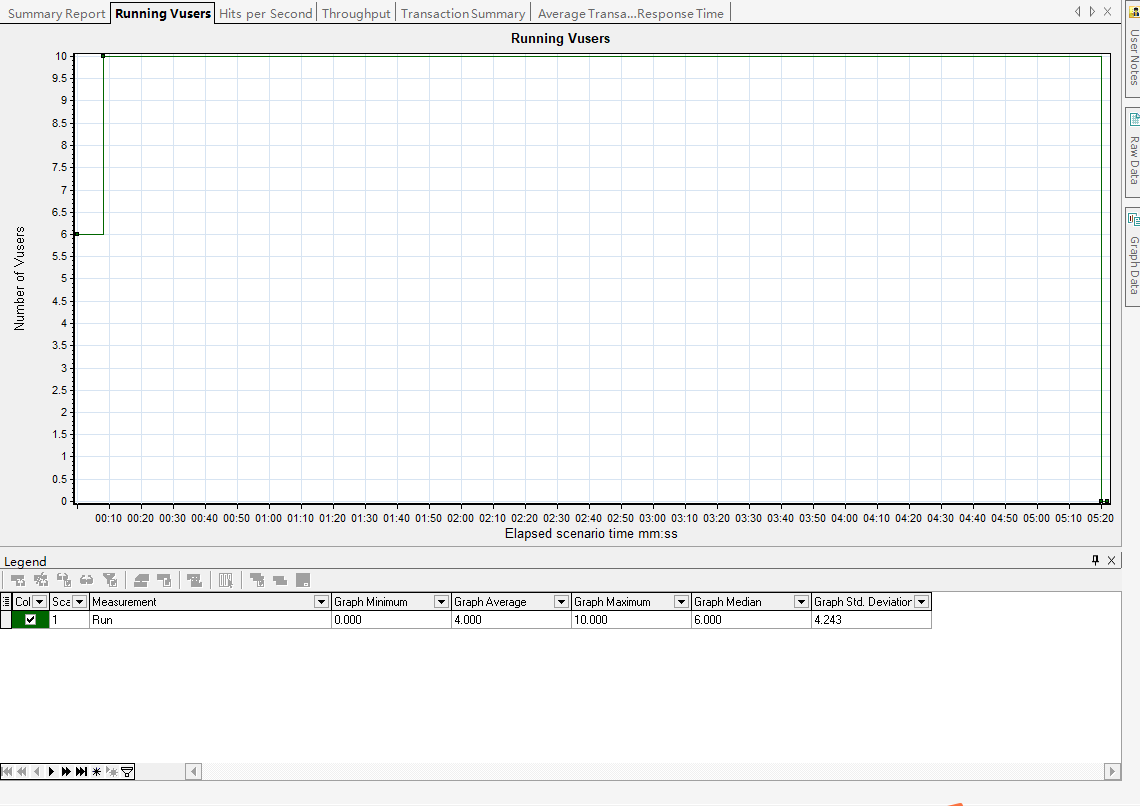 Summary Report Running Vusers Hits per Second Throughput Transaction Summary Average Transa...Response Time
Running Vusers
10
9.5
9
8.5
8
7.5
7
6.5
6
5.5
5
4.5
4
3.5
3
2.5
2
1.5
1
0.5
0
Number of Vusers
00:10 00:20 00:30 00:40 00:50 01:00 01:10 01:20 01:30 01:40 01:50 02:00 02:10 02:20 02:30 02:40 02:50 03:00 03:10 03:20 03:30 03:40 03:50 04:00 04:10 04:20 04:30 04:40 04:50 05:00 05:10 05:20
Elapsed scenario time mm:ss
User Notes
Raw Data
Graph Data
Legend
Col Sca Measurement Graph Minimum Graph Average Graph Maximum Graph Median Graph Std. Deviation
1 Run 0.000 4.000 10.000 6.000 4.243